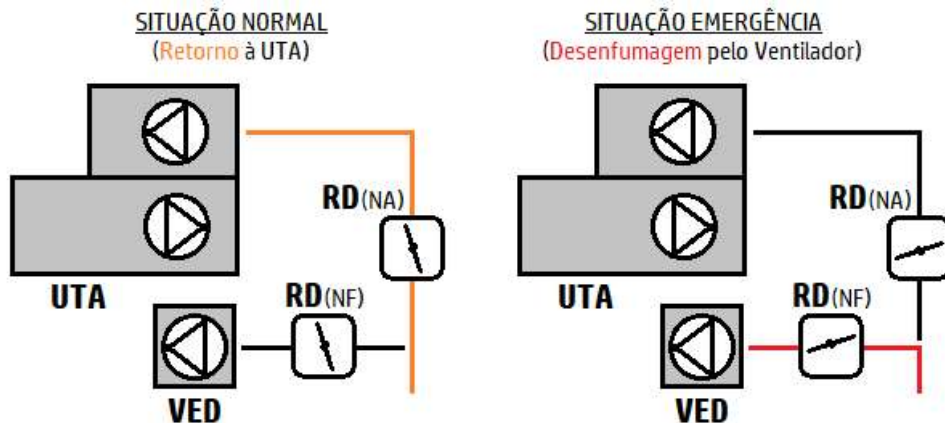 SITUAÇÃO NORMAL
(Retorno à UTA)
RD(NA)
UTA
RD(NF)
VED
SITUAÇÃO EMERGÊNCIA
(Desenfumagem pelo Ventilador)
RD(NA)
UTA
RD(NF)
VED